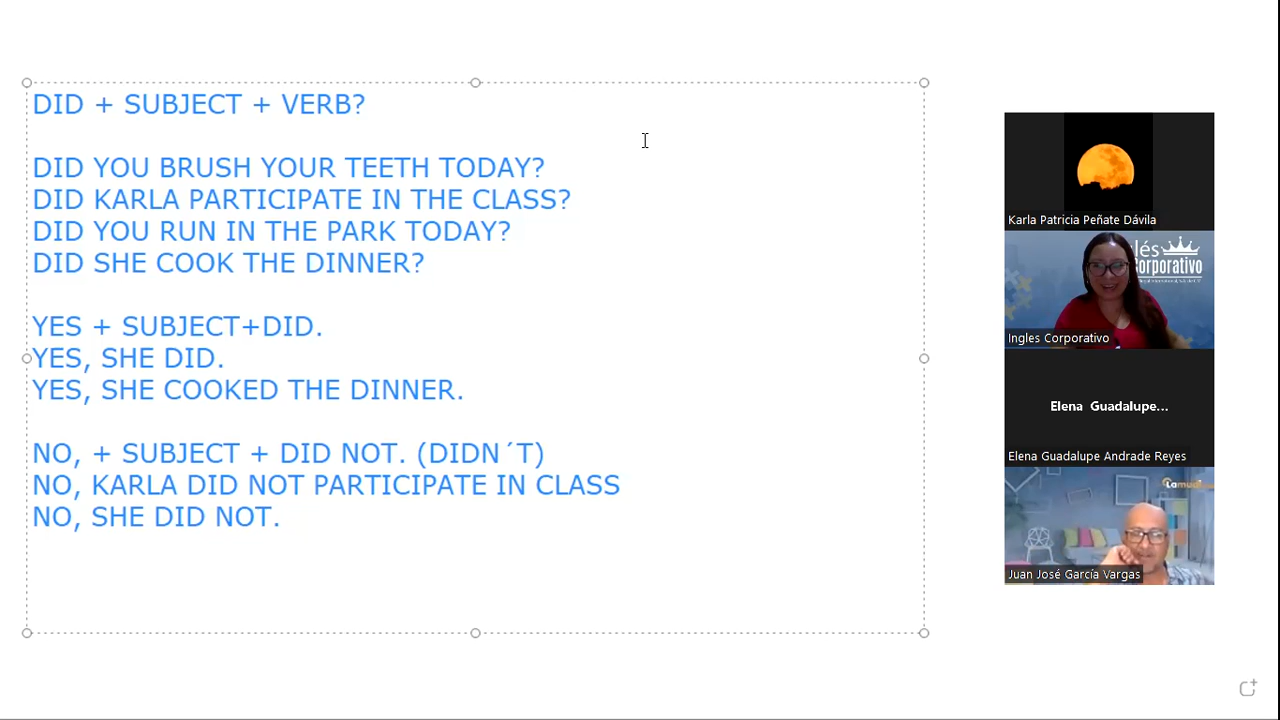 DID + SUBJECT + VERB?
DID YOU BRUSH YOUR TEETH TODAY?
DID KARLA PARTICIPATE IN THE CLASS?
DID YOU RUN IN THE PARK TODAY?
DID SHE COOK THE DINNER?
YES + SUBJECT+DID.
YES, SHE DID.
YES, SHE COOKED THE DINNER.
NO, + SUBJECT + DID NOT. (DIDN´T)
NO, KARLA DID NOT PARTICIPATE IN CLASS
NO, SHE DID NOT.
Karla Patricia Peñate Dávila
lés
orporativo
Ingles Corporativo
Elena Guadalupe...
Elena Guadalupe Andrade Reyes
Juan José García Vargas